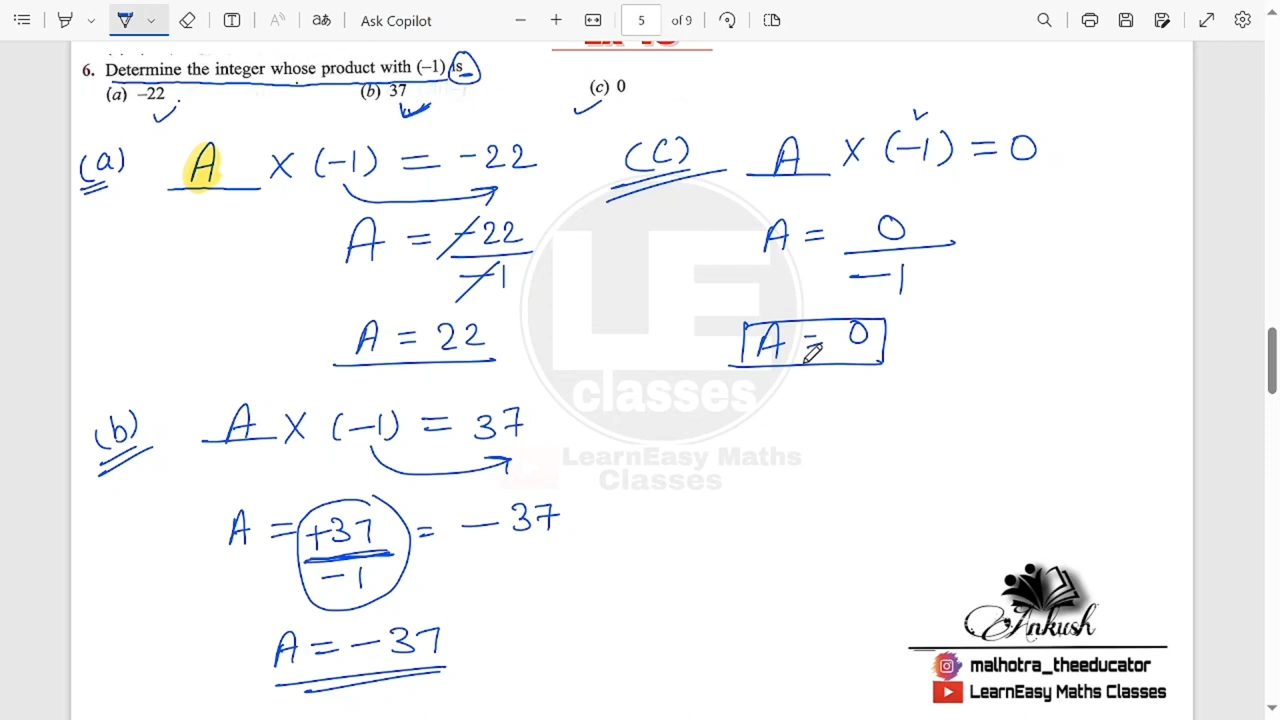 Ask Copilot
5 of 9
6. Determine the integer whose product with (−1) is
(a) −22 (b) 37 (c) 0
(a) A × (−1) = −22
A = −22/−1
A = 22
(b) A × (−1) = 37
A = +37/−1 = −37
A = −37
(c) A × (−1) = 0
A = 0/−1
A = 0
LE
classes
LearnEasy Maths
Classes
Ankush
malhotra_theeducator
LearnEasy Maths Classes